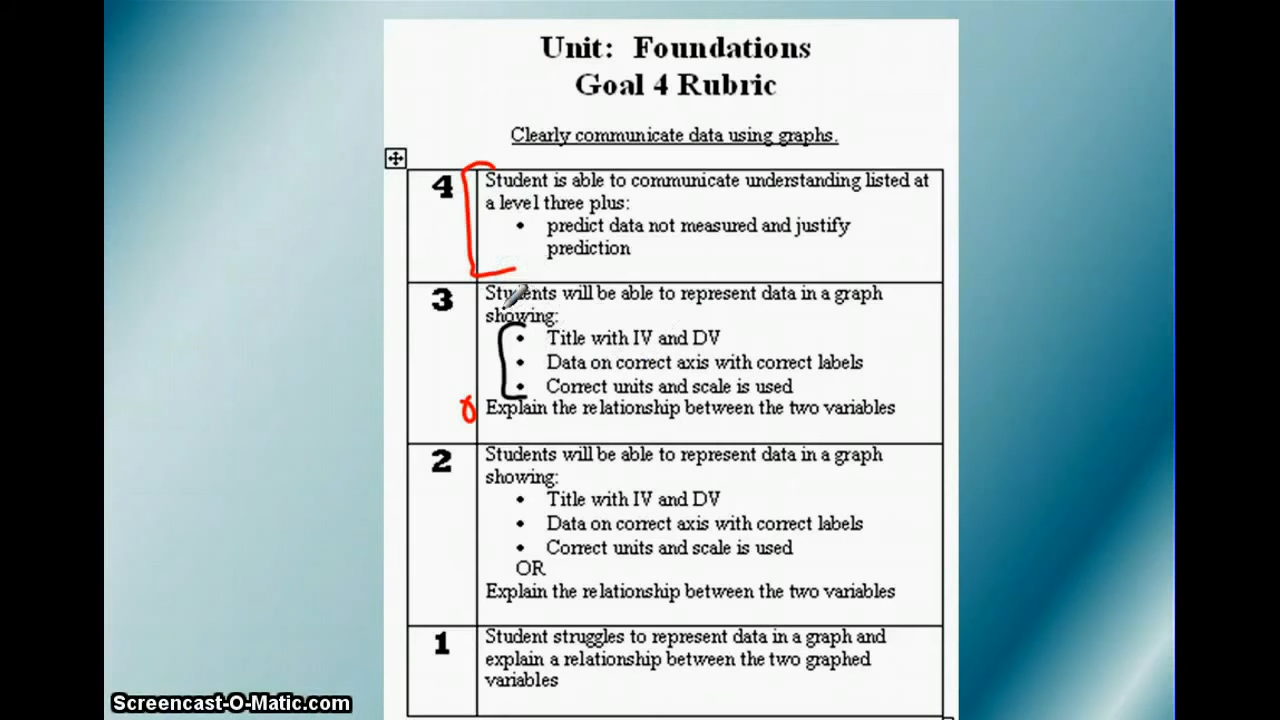 Unit: Foundations
Goal 4 Rubric
Clearly communicate data using graphs.
4
Student is able to communicate understanding listed at
a level three plus:
• predict data not measured and justify
prediction
3
Students will be able to represent data in a graph
showing:
• Title with IV and DV
• Data on correct axis with correct labels
• Correct units and scale is used
Explain the relationship between the two variables
2
Students will be able to represent data in a graph
showing:
• Title with IV and DV
• Data on correct axis with correct labels
• Correct units and scale is used
OR
Explain the relationship between the two variables
1
Student struggles to represent data in a graph and
explain a relationship between the two graphed
variables
Screencast-O-Matic.com